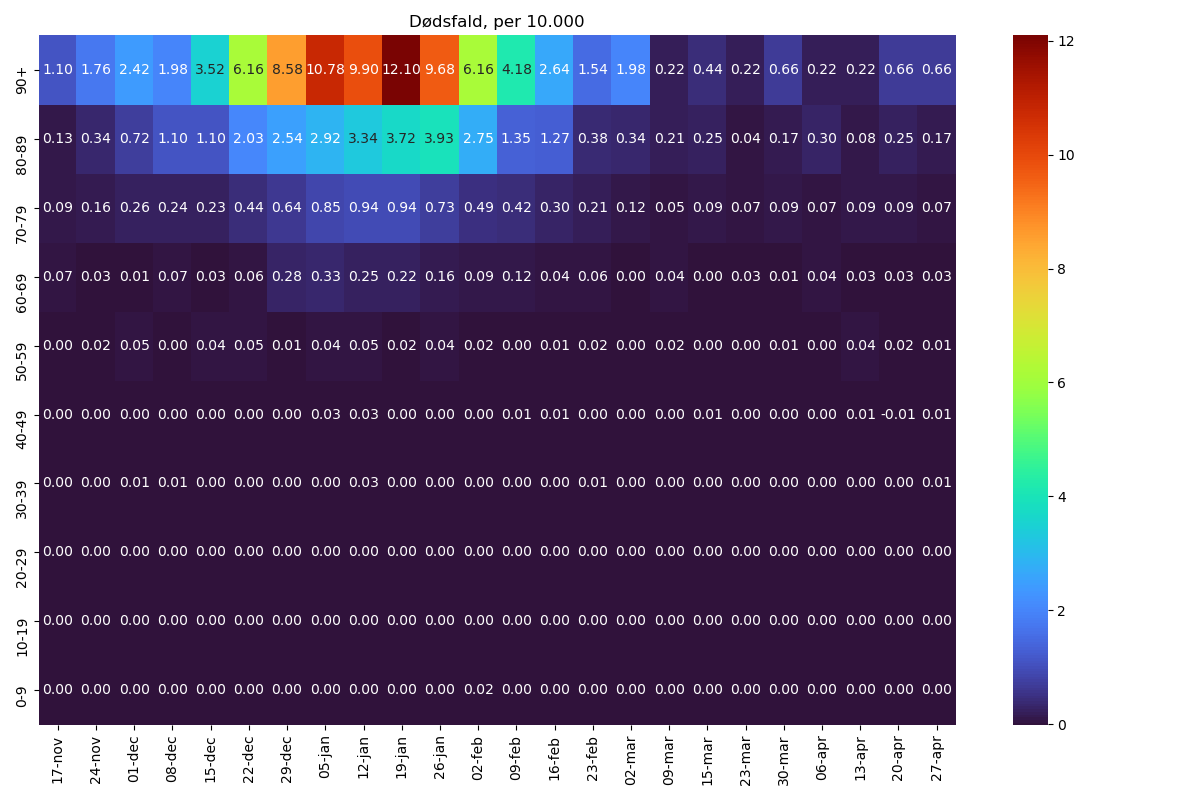 Dødsfald, per 10.000
90+ 1.10 1.76 2.42 1.98 3.52 6.16 8.58 10.78 9.90 12.10 9.68 6.16 4.18 2.64 1.54 1.98 0.22 0.44 0.22 0.66 0.22 0.22 0.66 0.66
80-89 0.13 0.34 0.72 1.10 1.10 2.03 2.54 2.92 3.34 3.72 3.93 2.75 1.35 1.27 0.38 0.34 0.21 0.25 0.04 0.17 0.30 0.08 0.25 0.17
70-79 0.09 0.16 0.26 0.24 0.23 0.44 0.64 0.85 0.94 0.94 0.73 0.49 0.42 0.30 0.21 0.12 0.05 0.09 0.07 0.09 0.07 0.09 0.09 0.07
60-69 0.07 0.03 0.01 0.07 0.03 0.06 0.28 0.33 0.25 0.22 0.16 0.09 0.12 0.04 0.06 0.00 0.04 0.00 0.03 0.01 0.04 0.03 0.03 0.03
50-59 0.00 0.02 0.05 0.00 0.04 0.05 0.01 0.04 0.05 0.02 0.04 0.02 0.00 0.01 0.02 0.00 0.02 0.00 0.00 0.01 0.00 0.04 0.02 0.01
40-49 0.00 0.00 0.00 0.00 0.00 0.00 0.00 0.03 0.03 0.00 0.00 0.00 0.01 0.01 0.00 0.00 0.00 0.01 0.00 0.00 0.00 0.01 -0.01 0.01
30-39 0.00 0.00 0.01 0.01 0.00 0.00 0.00 0.00 0.03 0.00 0.00 0.00 0.00 0.00 0.01 0.00 0.00 0.00 0.00 0.00 0.00 0.00 0.00 0.01
20-29 0.00 0.00 0.00 0.00 0.00 0.00 0.00 0.00 0.00 0.00 0.00 0.00 0.00 0.00 0.00 0.00 0.00 0.00 0.00 0.00 0.00 0.00 0.00 0.00
10-19 0.00 0.00 0.00 0.00 0.00 0.00 0.00 0.00 0.00 0.00 0.00 0.00 0.00 0.00 0.00 0.00 0.00 0.00 0.00 0.00 0.00 0.00 0.00 0.00
0-9 0.00 0.00 0.00 0.00 0.00 0.00 0.00 0.00 0.00 0.00 0.00 0.02 0.00 0.00 0.00 0.00 0.00 0.00 0.00 0.00 0.00 0.00 0.00 0.00
17-nov 24-nov 01-dec 08-dec 15-dec 22-dec 29-dec 05-jan 12-jan 19-jan 26-jan 02-feb 09-feb 16-feb 23-feb 02-mar 09-mar 15-mar 23-mar 30-mar 06-apr 13-apr 20-apr 27-apr
12
10
8
6
4
2
0